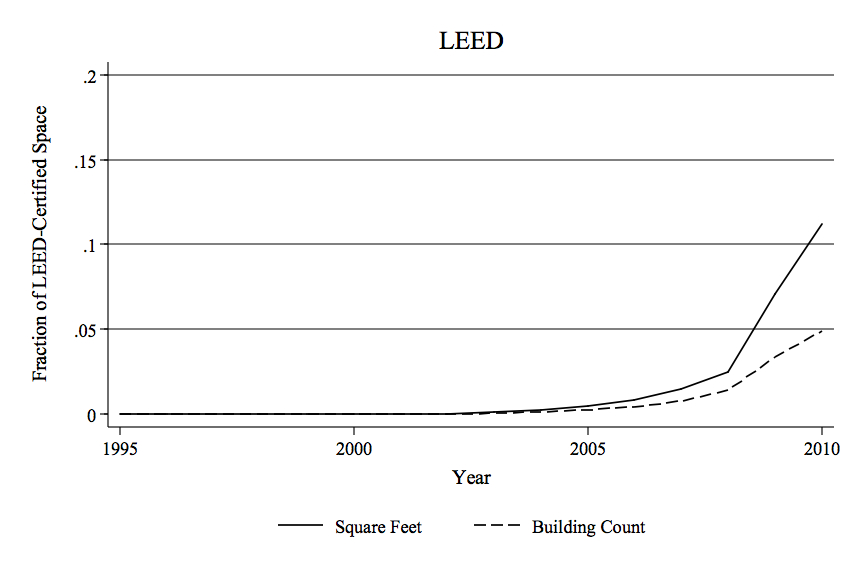 LEED
Fraction of LEED-Certified Space
.2
.15
.1
.05
0
1995 2000 2005 2010
Year
Square Feet Building Count